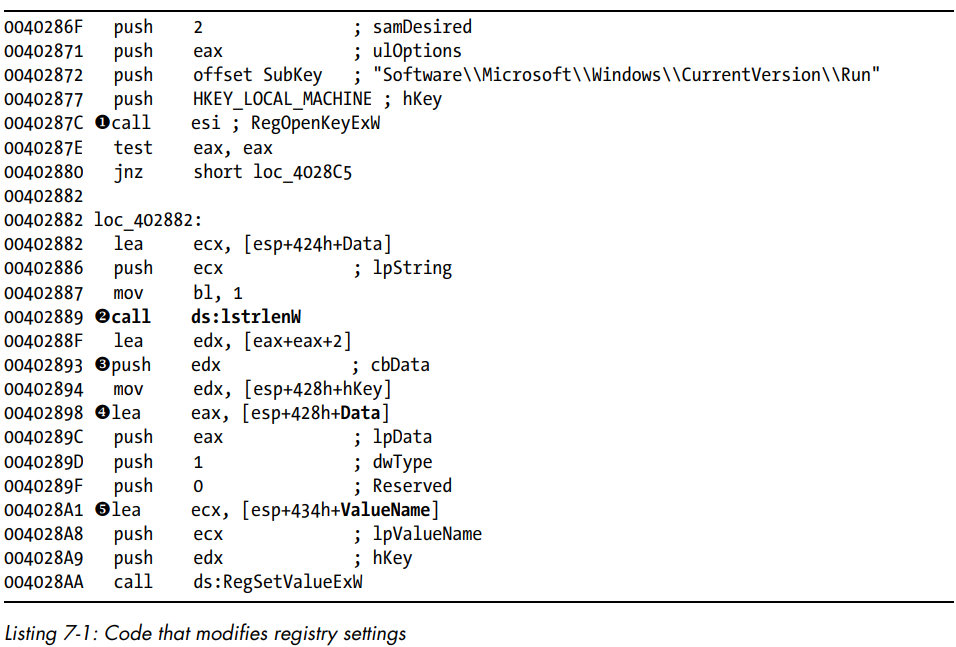 0040286F push 2 ; samDesired
00402871 push eax ; ulOptions
00402872 push offset SubKey ; "Software\\Microsoft\\Windows\\CurrentVersion\\Run"
00402877 push HKEY_LOCAL_MACHINE ; hKey
0040287C ❶call esi ; RegOpenKeyExW
0040287E test eax, eax
00402880 jnz short loc_4028C5
00402882
00402882 loc_402882:
00402882 lea ecx, [esp+424h+Data]
00402886 push ecx ; lpString
00402887 mov bl, 1
00402889 ❷call ds:lstrlenW
0040288F lea edx, [eax+eax+2]
00402893 ❸push edx ; cbData
00402894 mov edx, [esp+428h+hKey]
00402898 ❹lea eax, [esp+428h+Data]
0040289C push eax ; lpData
0040289D push 1 ; dwType
0040289F push 0 ; Reserved
004028A1 ❺lea ecx, [esp+434h+ValueName]
004028A8 push ecx ; lpValueName
004028A9 push edx ; hKey
004028AA call ds:RegSetValueExW
Listing 7-1: Code that modifies registry settings